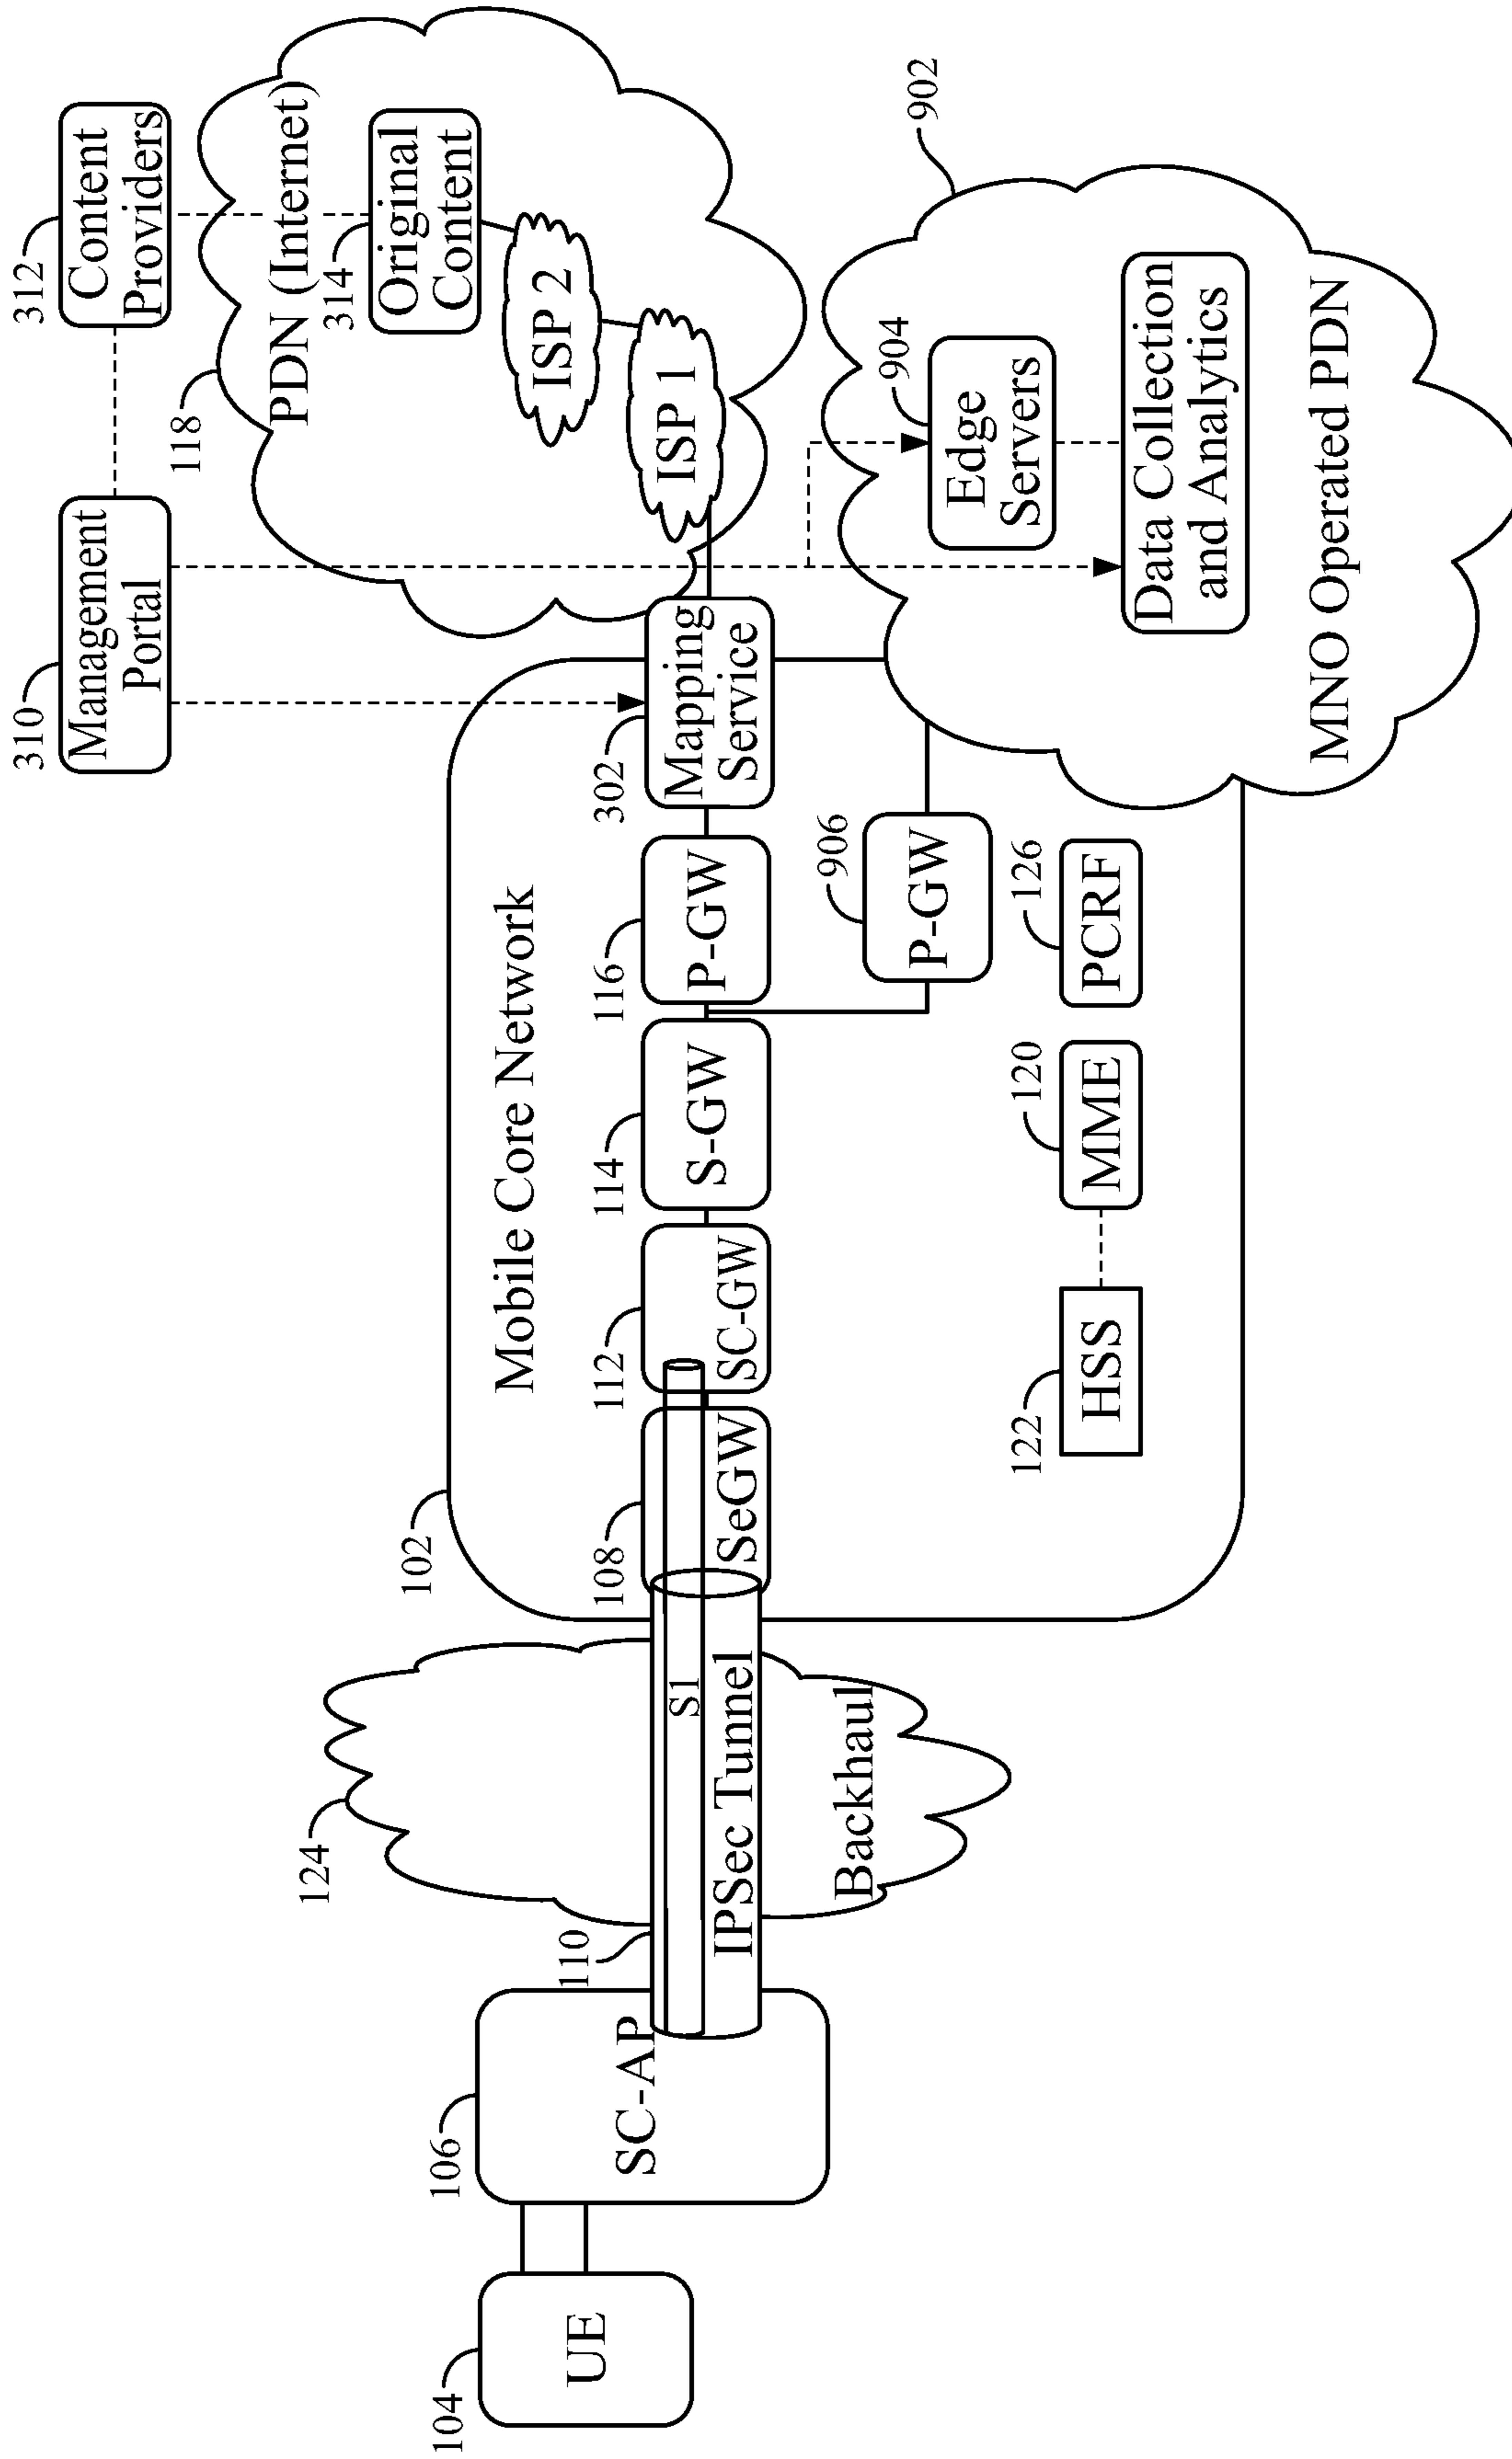 310
Management
Portal
312
Content
Providers
118
PDN (Internet)
314
Original
Content
ISP 2
ISP 1
102
Mobile Core Network
124
104
UE
106
SC-AP
110
S1
IPSec Tunnel
Backhaul
108
SeGW
112
SC-GW
114
S-GW
116
P-GW
302
Mapping
Service
906
P-GW
902
904
Edge
Servers
Data Collection
and Analytics
MNO Operated PDN
122
HSS
120
MME
126
PCRF